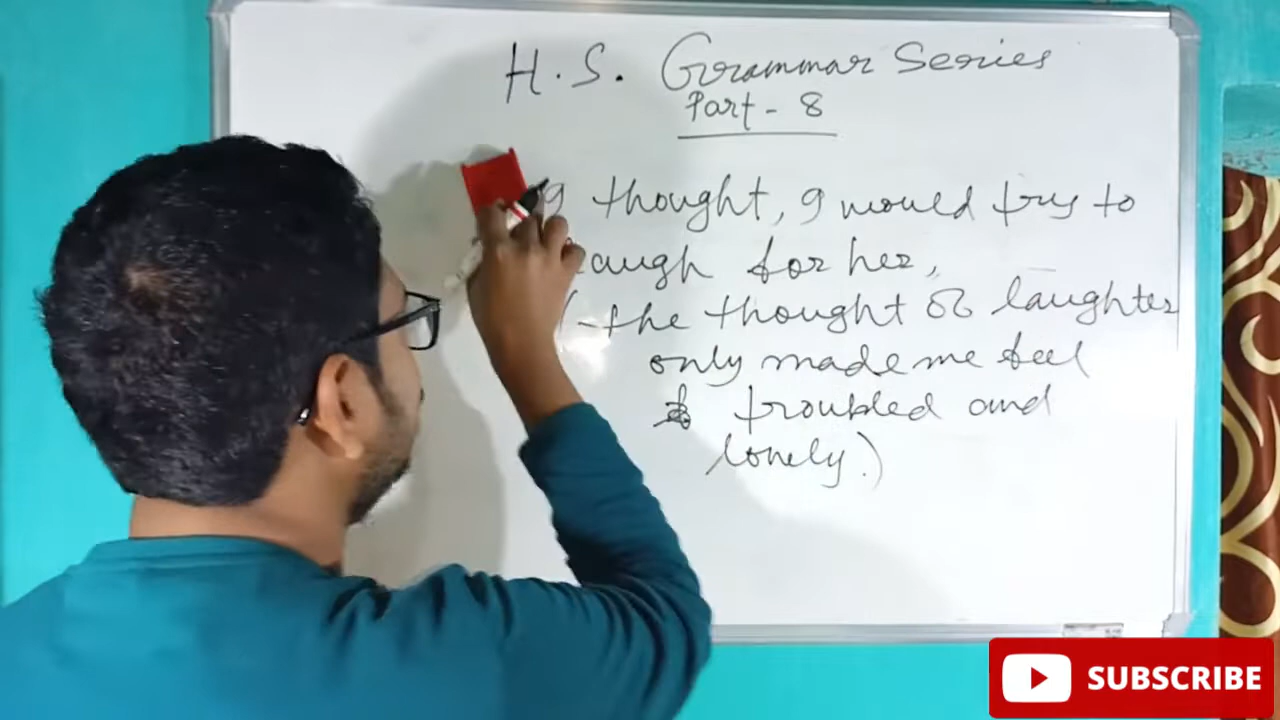 H. S. Grammar Series
Part - 8
I thought, I would try to
laugh for her,
(the thought of laughter
only made me feel
troubled and
lonely.)
SUBSCRIBE